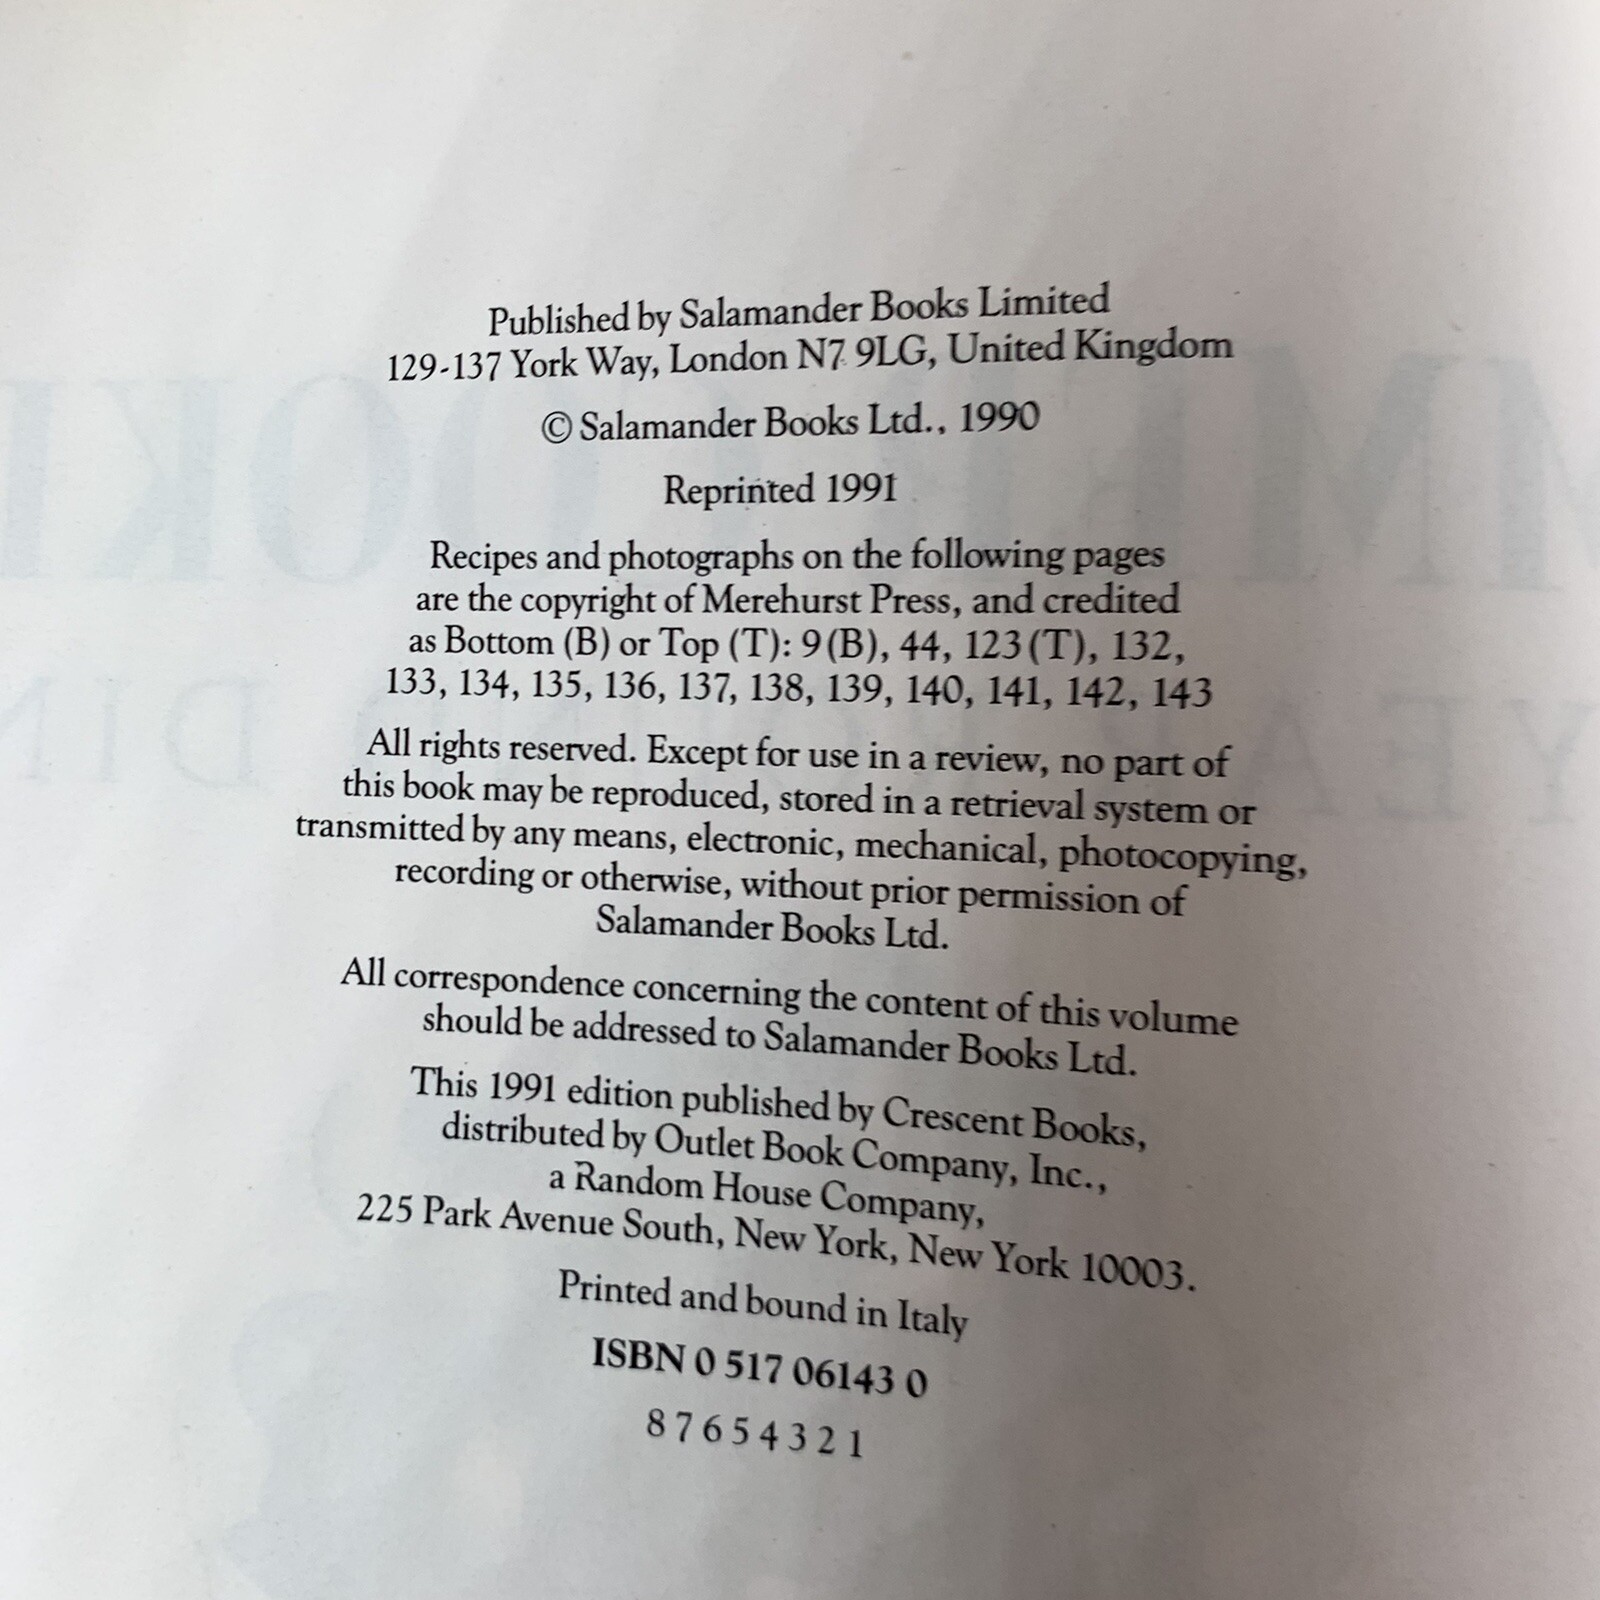 Published by Salamander Books Limited
129-137 York Way, London N7 9LG, United Kingdom
© Salamander Books Ltd., 1990
Reprinted 1991
Recipes and photographs on the following pages
are the copyright of Merehurst Press, and credited
as Bottom (B) or Top (T): 9(B), 44, 123(T), 132,
133, 134, 135, 136, 137, 138, 139, 140, 141, 142, 143
All rights reserved. Except for use in a review, no part of
this book may be reproduced, stored in a retrieval system or
transmitted by any means, electronic, mechanical, photocopying,
recording or otherwise, without prior permission of
Salamander Books Ltd.
All correspondence concerning the content of this volume
should be addressed to Salamander Books Ltd.
This 1991 edition published by Crescent Books,
distributed by Outlet Book Company, Inc.,
a Random House Company,
225 Park Avenue South, New York, New York 10003.
Printed and bound in Italy
ISBN 0 517 06143 0
8 7 6 5 4 3 2 1